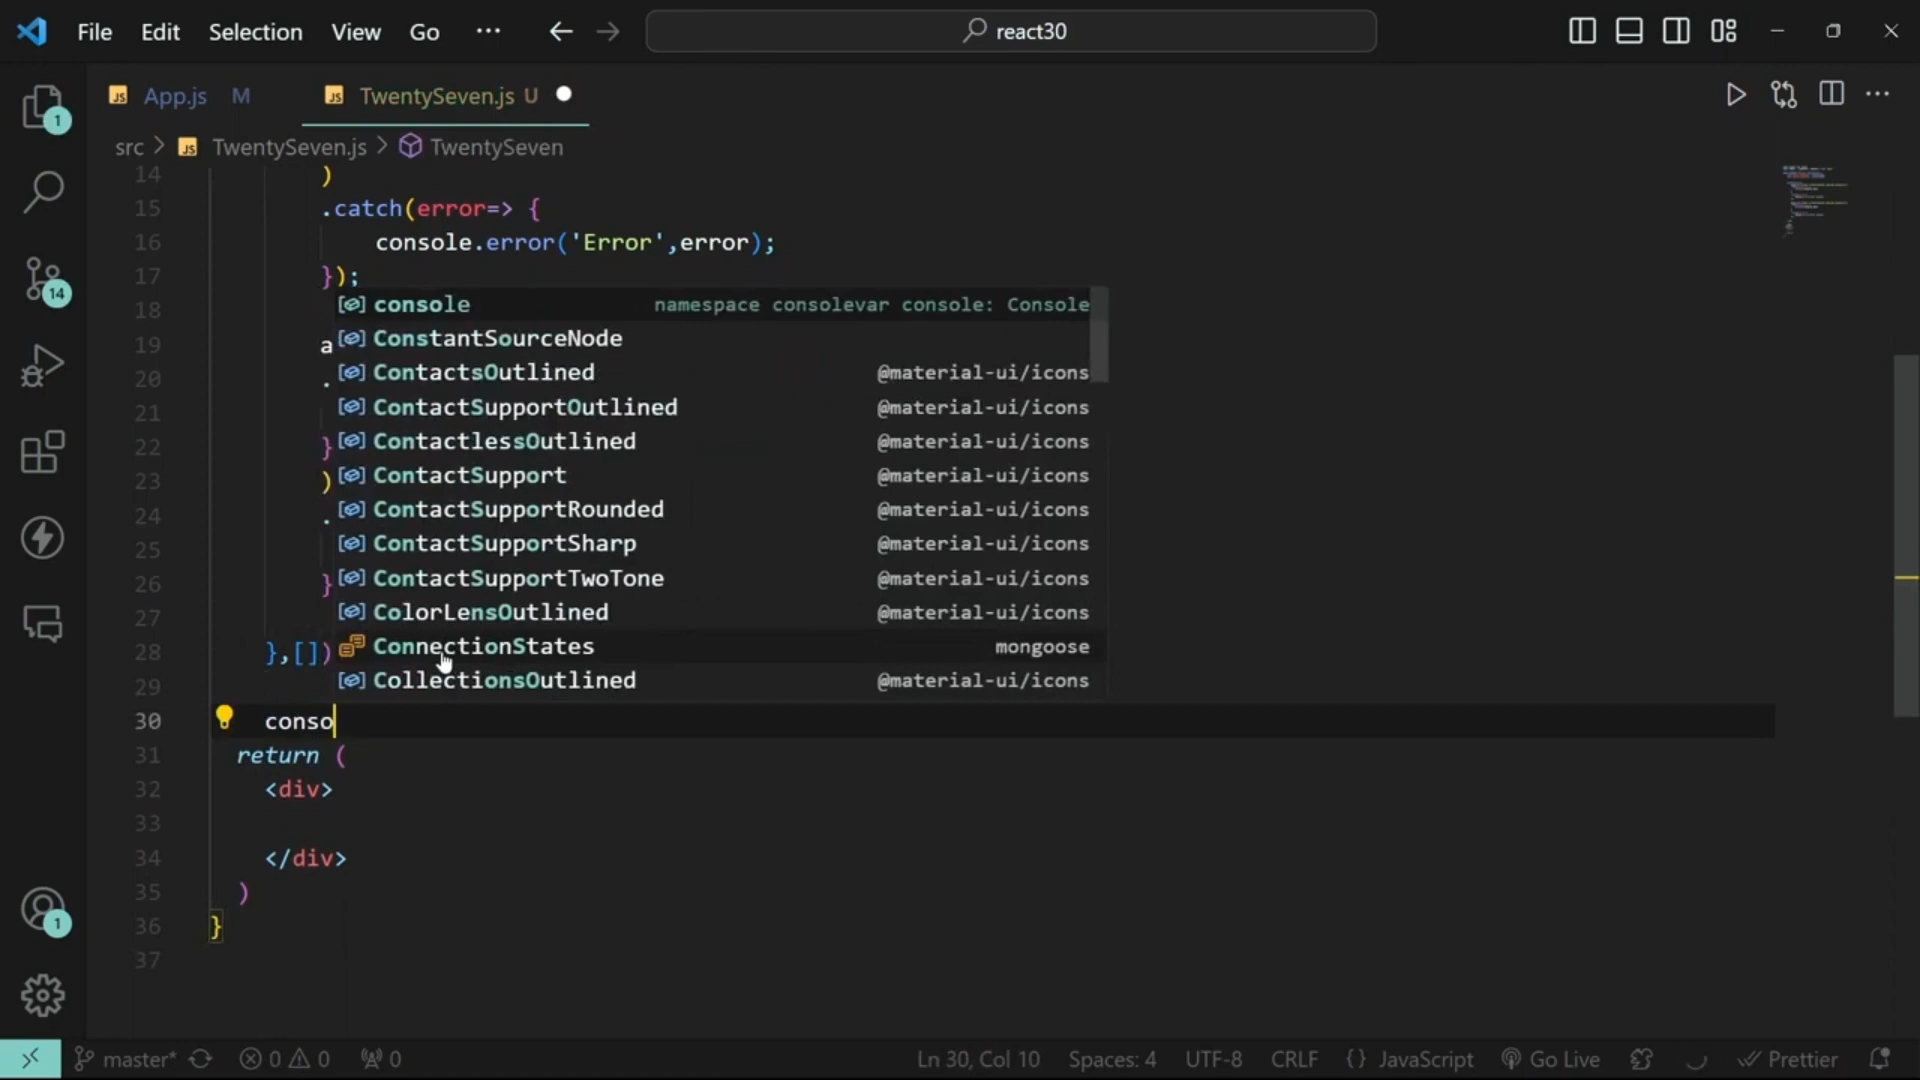 File Edit Selection View Go ··· react30
App.js M TwentySeven.js U
src > TwentySeven.js > TwentySeven
14 )
15 .catch(error=> {
16 console.error('Error',error);
17 });
18
19 a
20 .
21
22 }
23 )
24 .
25
26 }
27
28 },[])
29
30 conso
31 return (
32 <div>
33
34 </div>
35 )
36 }
37
console namespace consolevar console: Console
ConstantSourceNode
ContactsOutlined @material-ui/icons
ContactSupportOutlined @material-ui/icons
ContactlessOutlined @material-ui/icons
ContactSupport @material-ui/icons
ContactSupportRounded @material-ui/icons
ContactSupportSharp @material-ui/icons
ContactSupportTwoTone @material-ui/icons
ColorLensOutlined @material-ui/icons
ConnectionStates mongoose
CollectionsOutlined @material-ui/icons
1
14
1
master* 0 0 0 Ln 30, Col 10 Spaces: 4 UTF-8 CRLF {} JavaScript Go Live Prettier